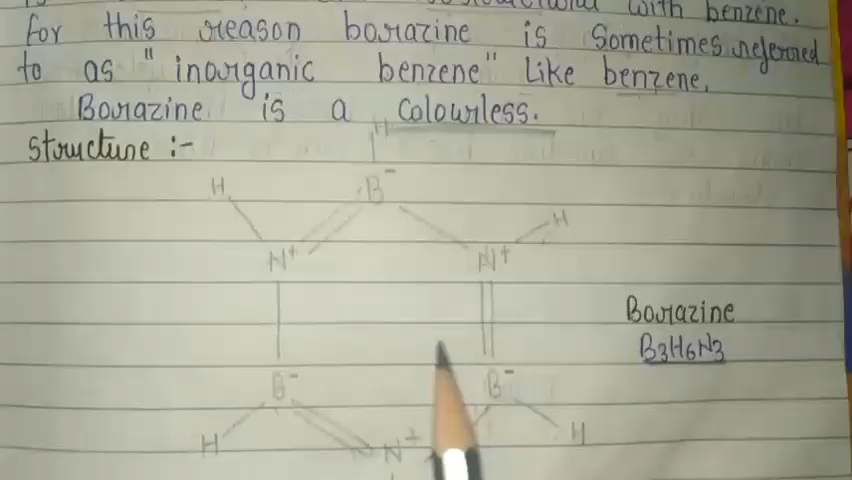 with benzene.
For this reason borazine is Sometimes referred
to as "inorganic benzene" Like benzene,
Borazine is a colourless.
Structure :-
H
H B⁻
H
N⁺ N⁺
Borazine
B3H6N3
B⁻ B⁻
H N⁺ H